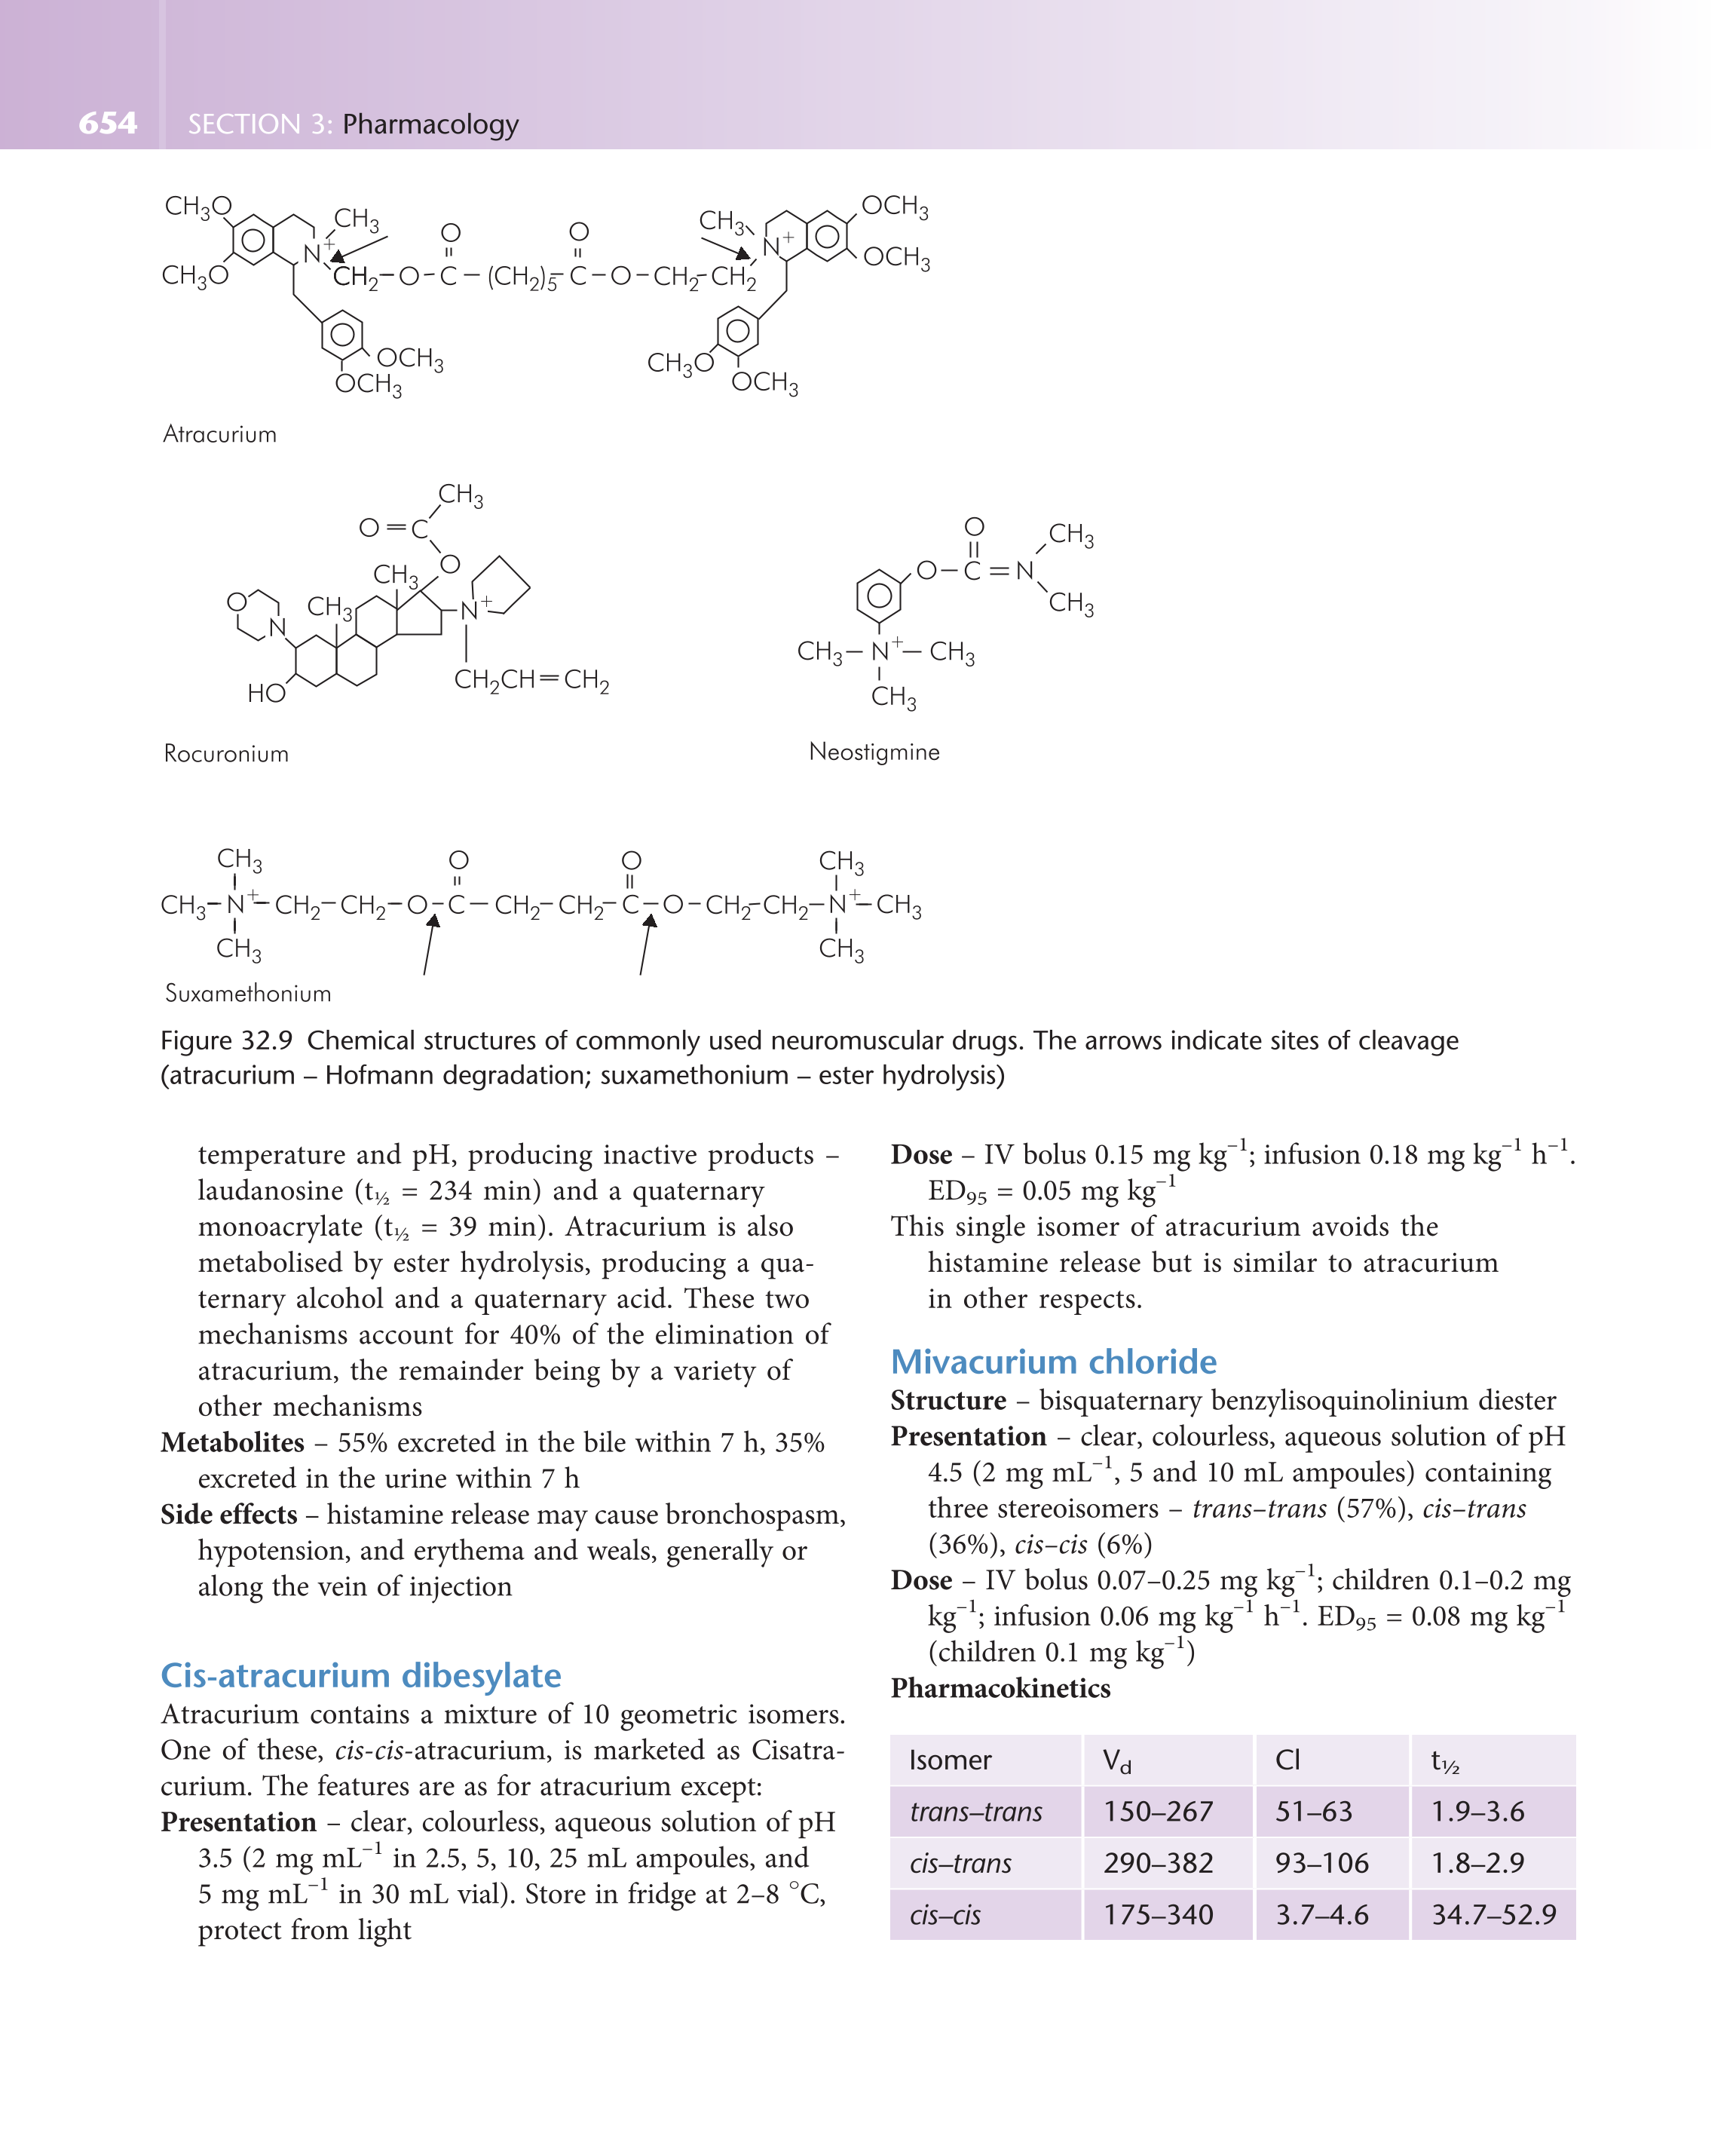 654 SECTION 3: Pharmacology
CH3O CH3 O O CH3 OCH3
N+ N+
CH3O CH2–O–C–(CH2)5–C–O–CH2–CH2 OCH3
OCH3 CH3O
OCH3 OCH3
Atracurium
CH3
O=C
O
CH3
O CH3 N+
N
HO CH2CH=CH2
Rocuronium
O CH3
O–C=N
CH3
CH3–N+–CH3
CH3
Neostigmine
CH3 O O CH3
CH3–N+–CH2–CH2–O–C–CH2–CH2–C–O–CH2–CH2–N+–CH3
CH3 CH3
Suxamethonium
Figure 32.9 Chemical structures of commonly used neuromuscular drugs. The arrows indicate sites of cleavage
(atracurium – Hofmann degradation; suxamethonium – ester hydrolysis)
temperature and pH, producing inactive products –
laudanosine (t½ = 234 min) and a quaternary
monoacrylate (t½ = 39 min). Atracurium is also
metabolised by ester hydrolysis, producing a qua-
ternary alcohol and a quaternary acid. These two
mechanisms account for 40% of the elimination of
atracurium, the remainder being by a variety of
other mechanisms
Metabolites – 55% excreted in the bile within 7 h, 35%
excreted in the urine within 7 h
Side effects – histamine release may cause bronchospasm,
hypotension, and erythema and weals, generally or
along the vein of injection
Cis-atracurium dibesylate
Atracurium contains a mixture of 10 geometric isomers.
One of these, cis-cis-atracurium, is marketed as Cisatra-
curium. The features are as for atracurium except:
Presentation – clear, colourless, aqueous solution of pH
3.5 (2 mg mL⁻¹ in 2.5, 5, 10, 25 mL ampoules, and
5 mg mL⁻¹ in 30 mL vial). Store in fridge at 2–8 °C,
protect from light
Dose – IV bolus 0.15 mg kg⁻¹; infusion 0.18 mg kg⁻¹ h⁻¹.
ED₉₅ = 0.05 mg kg⁻¹
This single isomer of atracurium avoids the
histamine release but is similar to atracurium
in other respects.
Mivacurium chloride
Structure – bisquaternary benzylisoquinolinium diester
Presentation – clear, colourless, aqueous solution of pH
4.5 (2 mg mL⁻¹, 5 and 10 mL ampoules) containing
three stereoisomers – trans–trans (57%), cis–trans
(36%), cis–cis (6%)
Dose – IV bolus 0.07–0.25 mg kg⁻¹; children 0.1–0.2 mg
kg⁻¹; infusion 0.06 mg kg⁻¹ h⁻¹. ED₉₅ = 0.08 mg kg⁻¹
(children 0.1 mg kg⁻¹)
Pharmacokinetics
Isomer Vd Cl t½
trans–trans 150–267 51–63 1.9–3.6
cis–trans 290–382 93–106 1.8–2.9
cis–cis 175–340 3.7–4.6 34.7–52.9